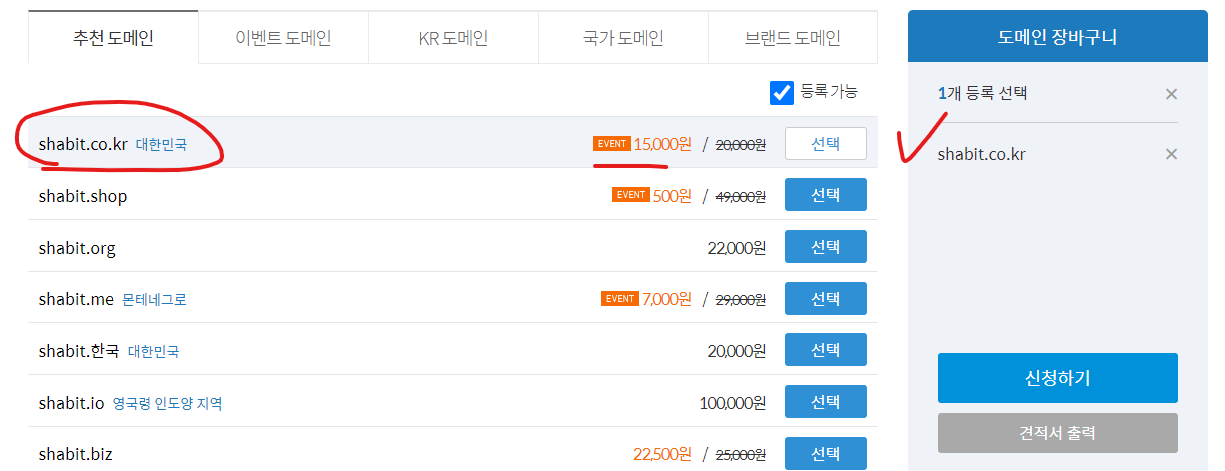 추천 도메인 이벤트 도메인 KR 도메인 국가 도메인 브랜드 도메인
등록 가능
shabit.co.kr 대한민국 EVENT 15,000원 / 20,000원 선택
shabit.shop EVENT 500원 / 49,000원 선택
shabit.org 22,000원 선택
shabit.me 몬테네그로 EVENT 7,000원 / 29,000원 선택
shabit.한국 대한민국 20,000원 선택
shabit.io 영국령 인도양 지역 100,000원 선택
shabit.biz 22,500원 / 25,000원 선택
도메인 장바구니
1개 등록 선택 ×
shabit.co.kr ×
신청하기
견적서 출력